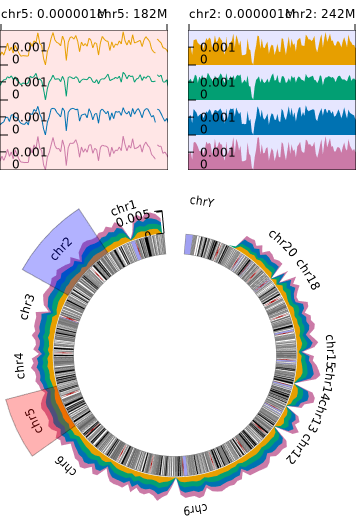 chr5: 0.000001M chr5: 182M
chr2: 0.000001M chr2: 242M
0.001
0
0.001
0
0.001
0
0.001
0
0.001
0
0.001
0
0.001
0
0.001
0
chrY
chr1
0.005
0
chr2
chr20
chr18
chr3
chr15
chr4
chr14
chr13
chr5
chr12
chr6
chr9